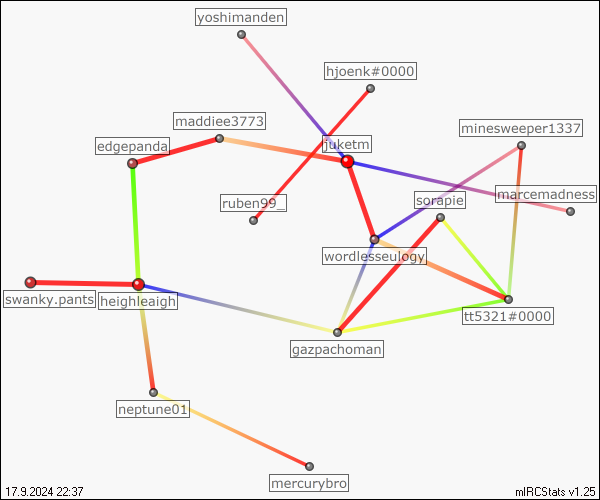 yoshimanden
hjoenk#0000
maddiee3773
minesweeper1337
edgepanda
juketm
marcemadness
sorapie
ruben99_
wordlesseulogy
swanky.pants
heighleaigh
tt5321#0000
gazpachoman
neptune01
mercurybro
17.9.2024 22:37
mIRCStats v1.25